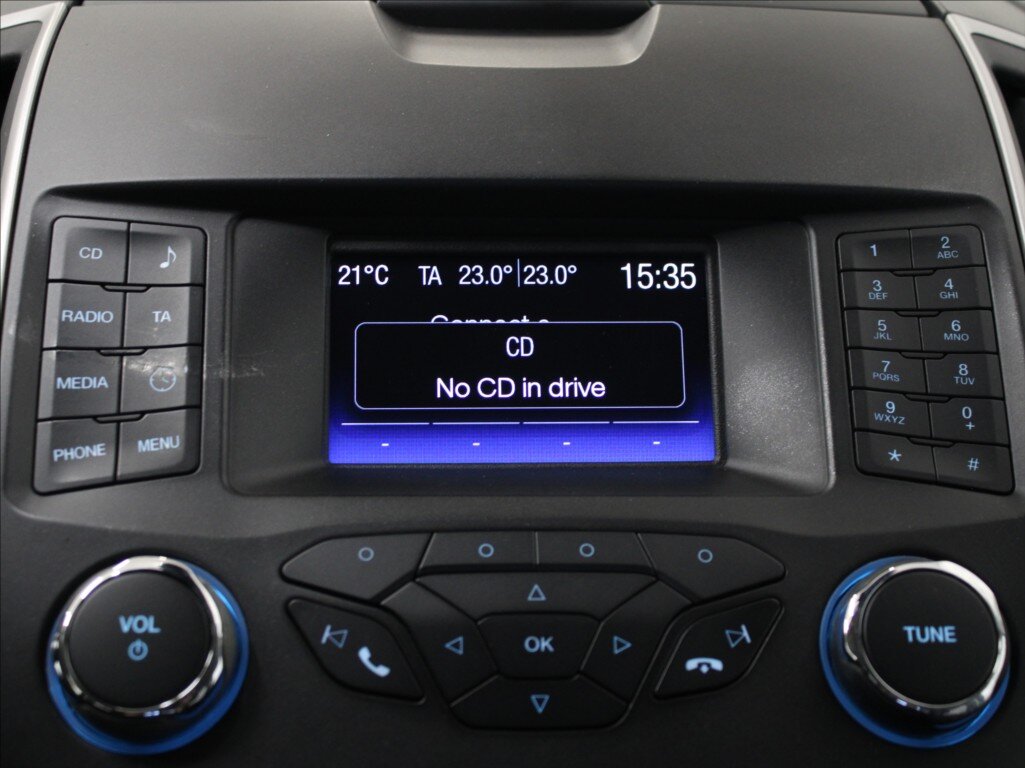 21°C TA 23.0° 23.0° 15:35
CD
No CD in drive
- - - -
CD
RADIO TA
MEDIA
PHONE MENU
1 2 ABC
3 DEF 4 GHI
5 JKL 6 MNO
7 PQRS 8 TUV
9 WXYZ 0 +
* #
VOL
OK
TUNE